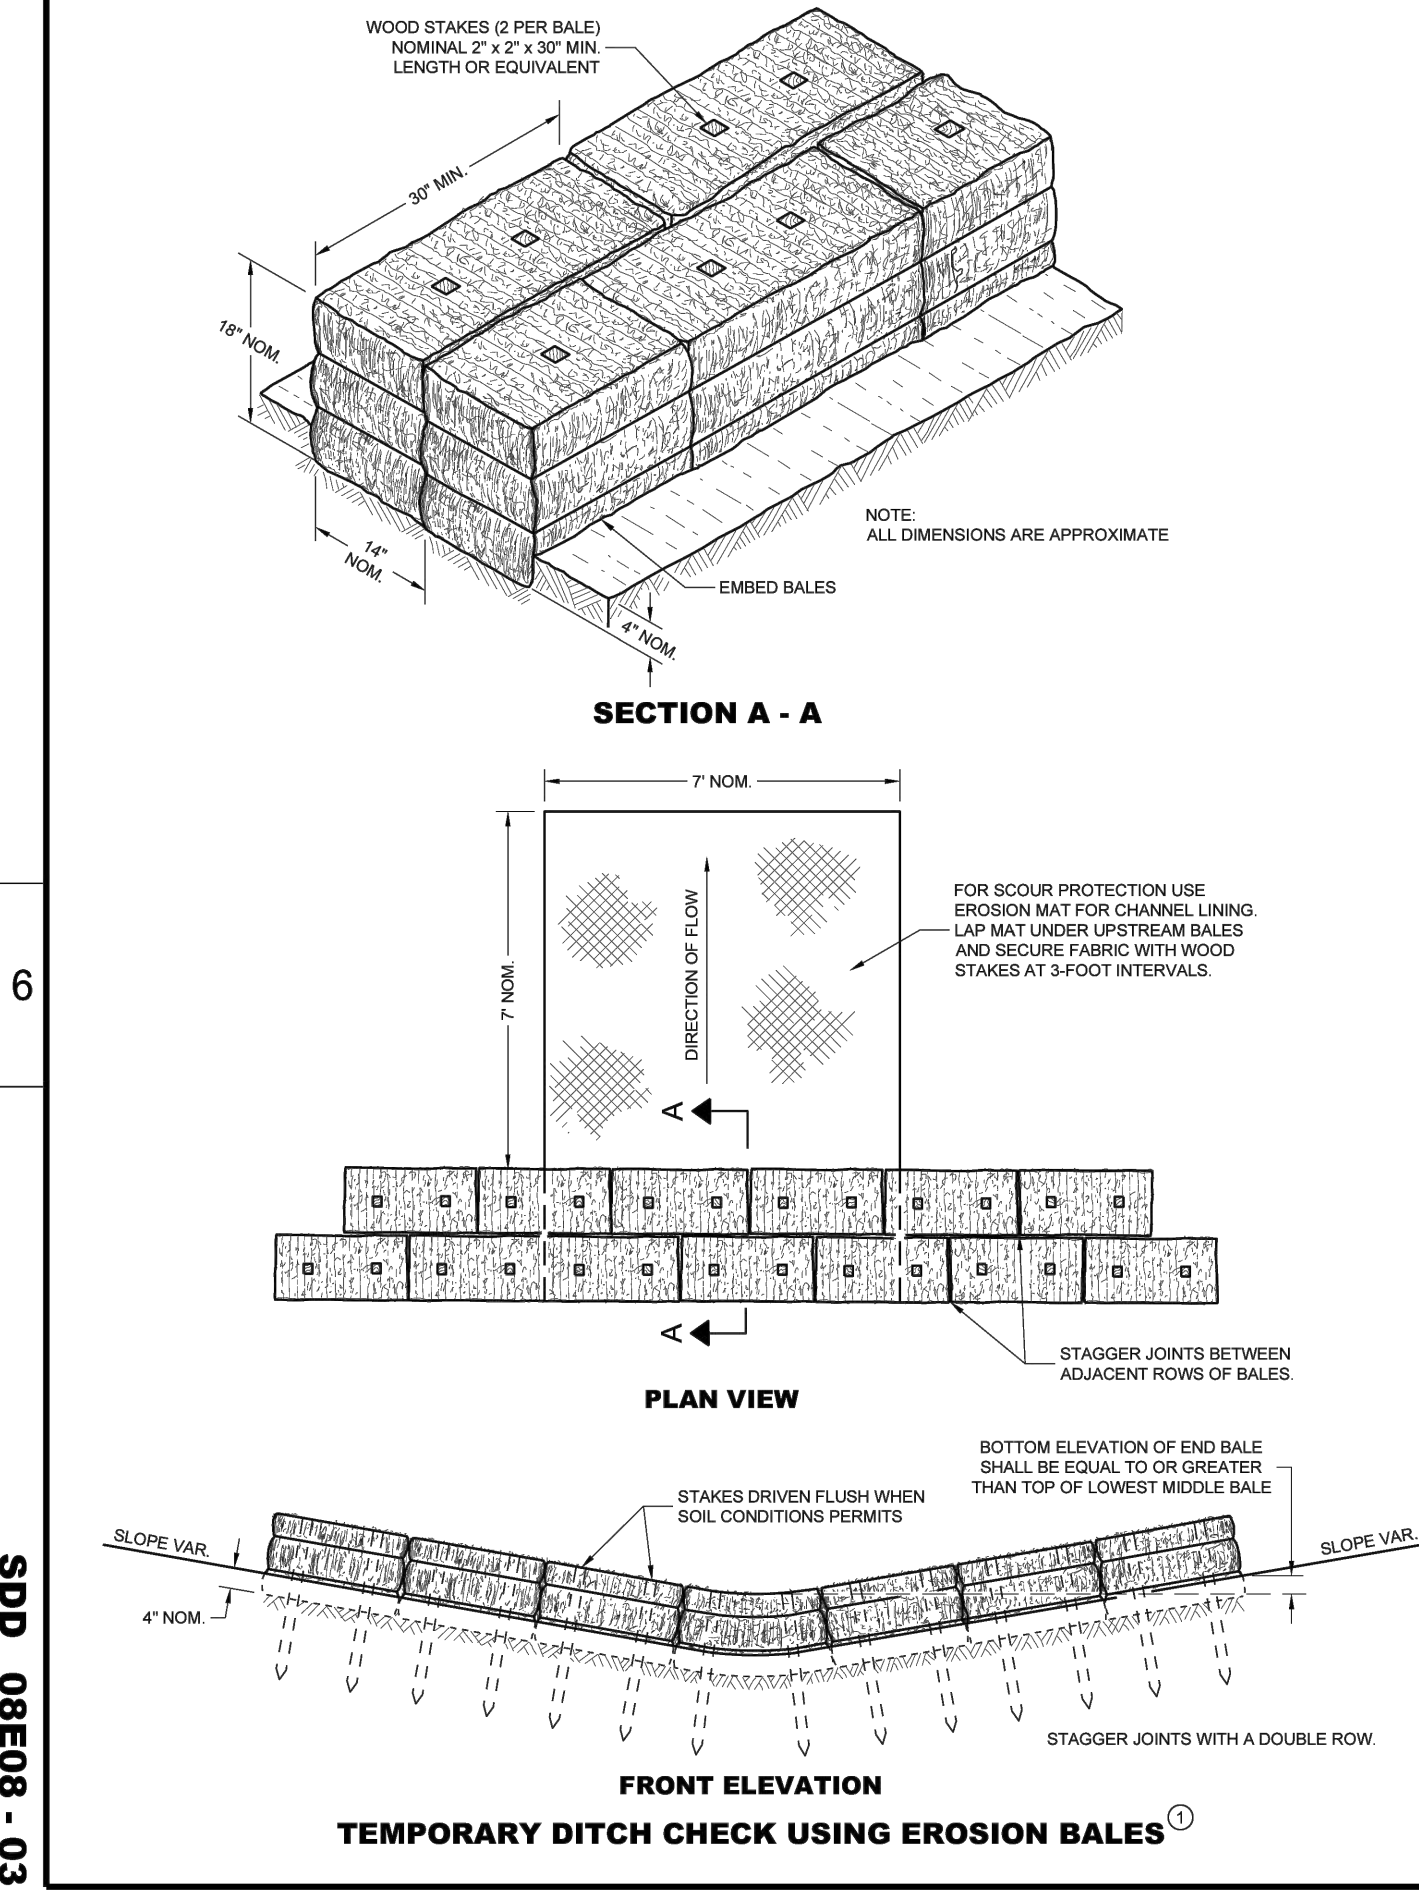 WOOD STAKES (2 PER BALE)
NOMINAL 2" x 2" x 30" MIN.
LENGTH OR EQUIVALENT
30" MIN.
18" NOM.
14"
NOM.
NOTE:
ALL DIMENSIONS ARE APPROXIMATE
EMBED BALES
4" NOM.
SECTION A - A
7' NOM.
7' NOM.
DIRECTION OF FLOW
FOR SCOUR PROTECTION USE
EROSION MAT FOR CHANNEL LINING.
LAP MAT UNDER UPSTREAM BALES
AND SECURE FABRIC WITH WOOD
STAKES AT 3-FOOT INTERVALS.
6
A
A
STAGGER JOINTS BETWEEN
ADJACENT ROWS OF BALES.
PLAN VIEW
BOTTOM ELEVATION OF END BALE
SHALL BE EQUAL TO OR GREATER
THAN TOP OF LOWEST MIDDLE BALE
STAKES DRIVEN FLUSH WHEN
SOIL CONDITIONS PERMITS
SLOPE VAR.
SLOPE VAR.
4" NOM.
STAGGER JOINTS WITH A DOUBLE ROW.
FRONT ELEVATION
TEMPORARY DITCH CHECK USING EROSION BALES 1
SDD 08E08 - 03